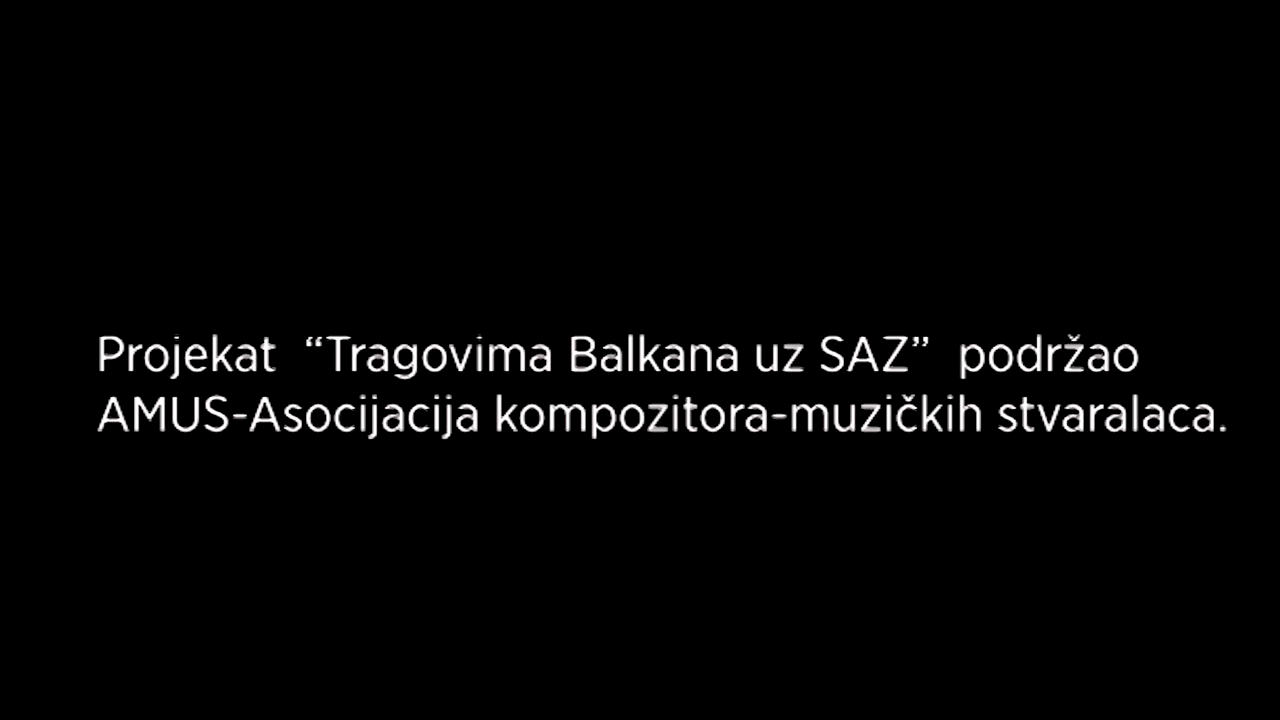 Projekat “Tragovima Balkana uz SAZ” podržao
AMUS-Asocijacija kompozitora-muzičkih stvaralaca.